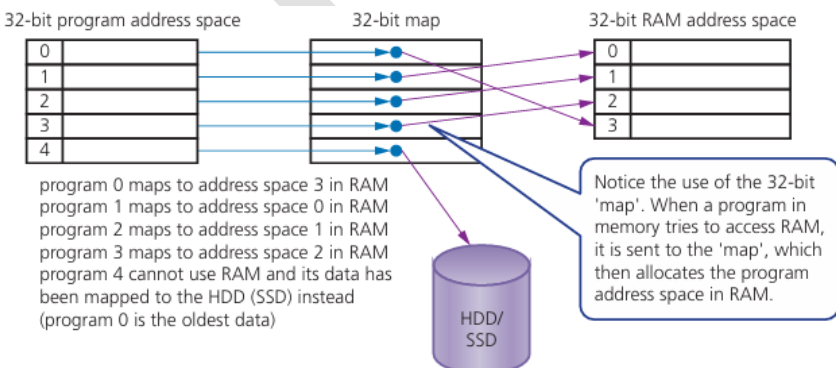 32-bit program address space
32-bit map
32-bit RAM address space
0
1
2
3
4
0
1
2
3
program 0 maps to address space 3 in RAM
program 1 maps to address space 0 in RAM
program 2 maps to address space 1 in RAM
program 3 maps to address space 2 in RAM
program 4 cannot use RAM and its data has
been mapped to the HDD (SSD) instead
(program 0 is the oldest data)
HDD/
SSD
Notice the use of the 32-bit
'map'. When a program in
memory tries to access RAM,
it is sent to the 'map', which
then allocates the program
address space in RAM.